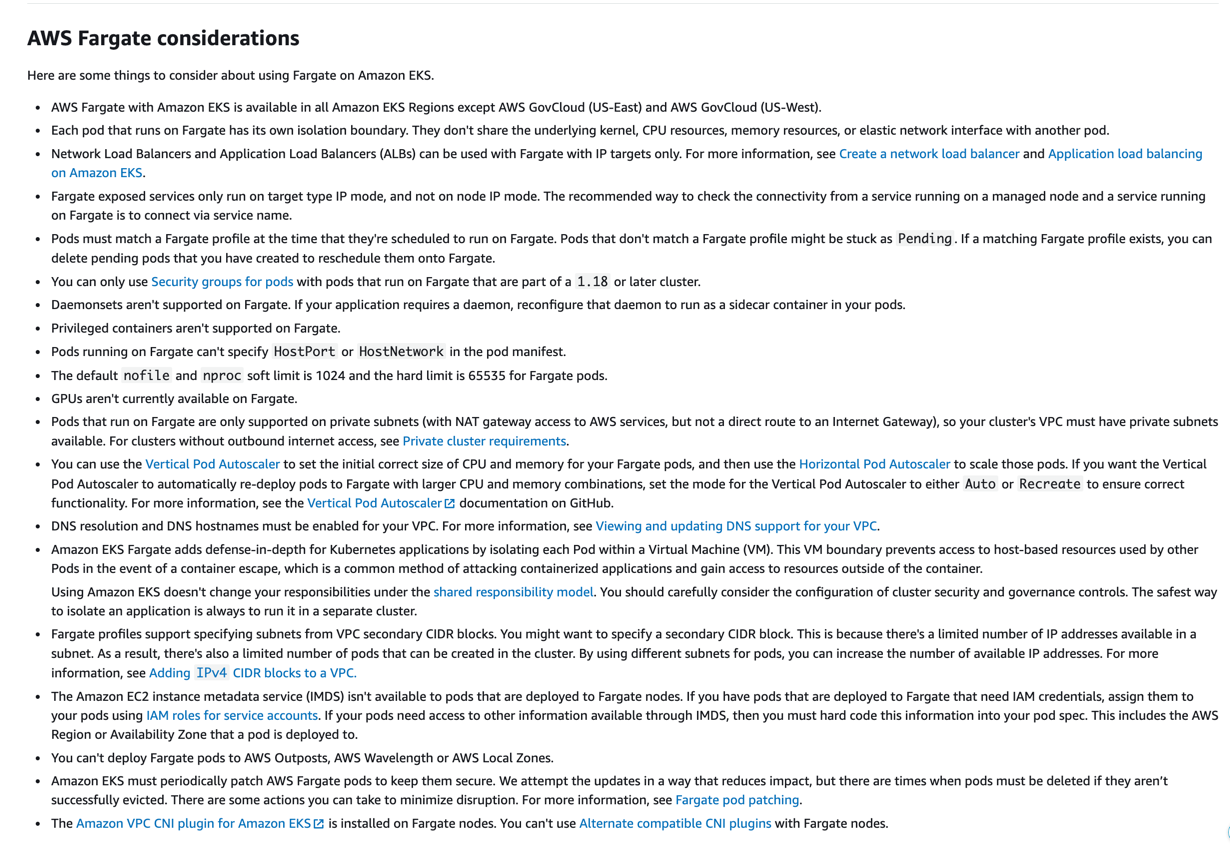 AWS Fargate considerations
Here are some things to consider about using Fargate on Amazon EKS.
• AWS Fargate with Amazon EKS is available in all Amazon EKS Regions except AWS GovCloud (US-East) and AWS GovCloud (US-West).
• Each pod that runs on Fargate has its own isolation boundary. They don't share the underlying kernel, CPU resources, memory resources, or elastic network interface with another pod.
• Network Load Balancers and Application Load Balancers (ALBs) can be used with Fargate with IP targets only. For more information, see Create a network load balancer and Application load balancing
on Amazon EKS.
• Fargate exposed services only run on target type IP mode, and not on node IP mode. The recommended way to check the connectivity from a service running on a managed node and a service running
on Fargate is to connect via service name.
• Pods must match a Fargate profile at the time that they're scheduled to run on Fargate. Pods that don't match a Fargate profile might be stuck as Pending. If a matching Fargate profile exists, you can
delete pending pods that you have created to reschedule them onto Fargate.
• You can only use Security groups for pods with pods that run on Fargate that are part of a 1.18 or later cluster.
• Daemonsets aren't supported on Fargate. If your application requires a daemon, reconfigure that daemon to run as a sidecar container in your pods.
• Privileged containers aren't supported on Fargate.
• Pods running on Fargate can't specify HostPort or HostNetwork in the pod manifest.
• The default nofile and nproc soft limit is 1024 and the hard limit is 65535 for Fargate pods.
• GPUs aren't currently available on Fargate.
• Pods that run on Fargate are only supported on private subnets (with NAT gateway access to AWS services, but not a direct route to an Internet Gateway), so your cluster's VPC must have private subnets
available. For clusters without outbound internet access, see Private cluster requirements.
• You can use the Vertical Pod Autoscaler to set the initial correct size of CPU and memory for your Fargate pods, and then use the Horizontal Pod Autoscaler to scale those pods. If you want the Vertical
Pod Autoscaler to automatically re-deploy pods to Fargate with larger CPU and memory combinations, set the mode for the Vertical Pod Autoscaler to either Auto or Recreate to ensure correct
functionality. For more information, see the Vertical Pod Autoscaler documentation on GitHub.
• DNS resolution and DNS hostnames must be enabled for your VPC. For more information, see Viewing and updating DNS support for your VPC.
• Amazon EKS Fargate adds defense-in-depth for Kubernetes applications by isolating each Pod within a Virtual Machine (VM). This VM boundary prevents access to host-based resources used by other
Pods in the event of a container escape, which is a common method of attacking containerized applications and gain access to resources outside of the container.
Using Amazon EKS doesn't change your responsibilities under the shared responsibility model. You should carefully consider the configuration of cluster security and governance controls. The safest way
to isolate an application is always to run it in a separate cluster.
• Fargate profiles support specifying subnets from VPC secondary CIDR blocks. You might want to specify a secondary CIDR block. This is because there's a limited number of IP addresses available in a
subnet. As a result, there's also a limited number of pods that can be created in the cluster. By using different subnets for pods, you can increase the number of available IP addresses. For more
information, see Adding IPv4 CIDR blocks to a VPC.
• The Amazon EC2 instance metadata service (IMDS) isn't available to pods that are deployed to Fargate nodes. If you have pods that are deployed to Fargate that need IAM credentials, assign them to
your pods using IAM roles for service accounts. If your pods need access to other information available through IMDS, then you must hard code this information into your pod spec. This includes the AWS
Region or Availability Zone that a pod is deployed to.
• You can't deploy Fargate pods to AWS Outposts, AWS Wavelength or AWS Local Zones.
• Amazon EKS must periodically patch AWS Fargate pods to keep them secure. We attempt the updates in a way that reduces impact, but there are times when pods must be deleted if they aren’t
successfully evicted. There are some actions you can take to minimize disruption. For more information, see Fargate pod patching.
• The Amazon VPC CNI plugin for Amazon EKS is installed on Fargate nodes. You can't use Alternate compatible CNI plugins with Fargate nodes.